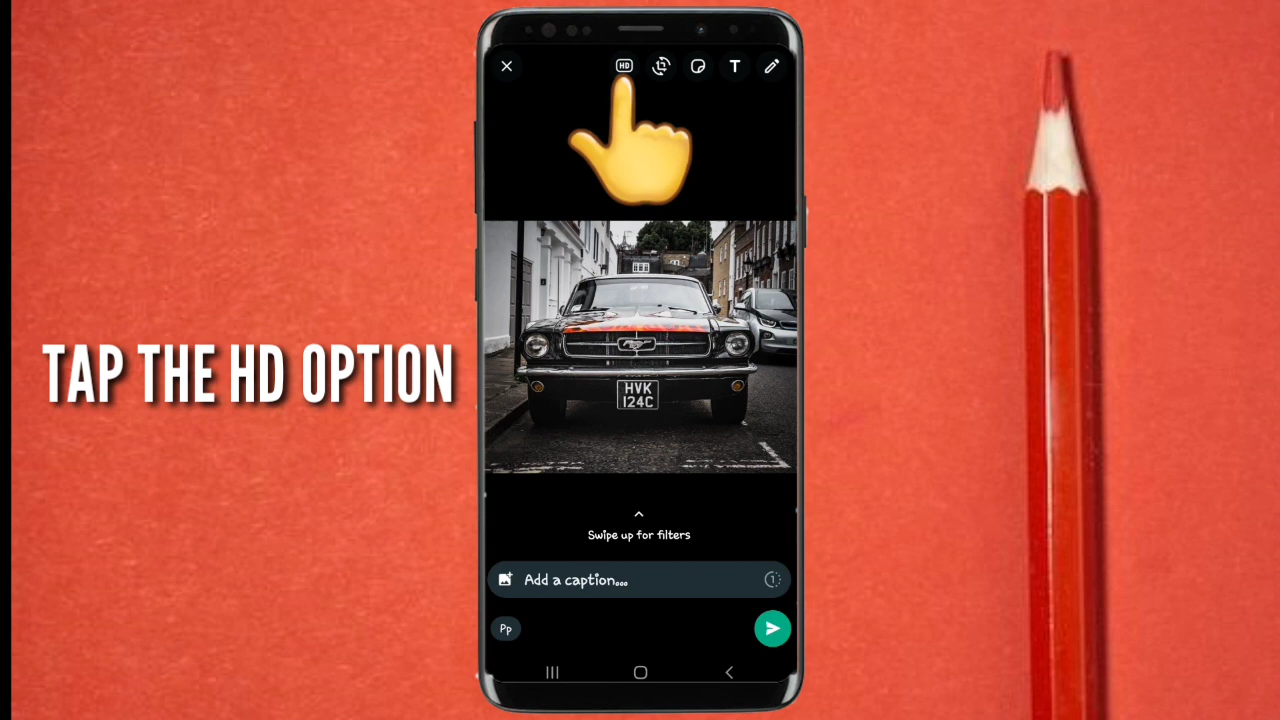 HD
T
TAP THE HD OPTION
HVK
124C
Swipe up for filters
Add a caption...
1
Pp